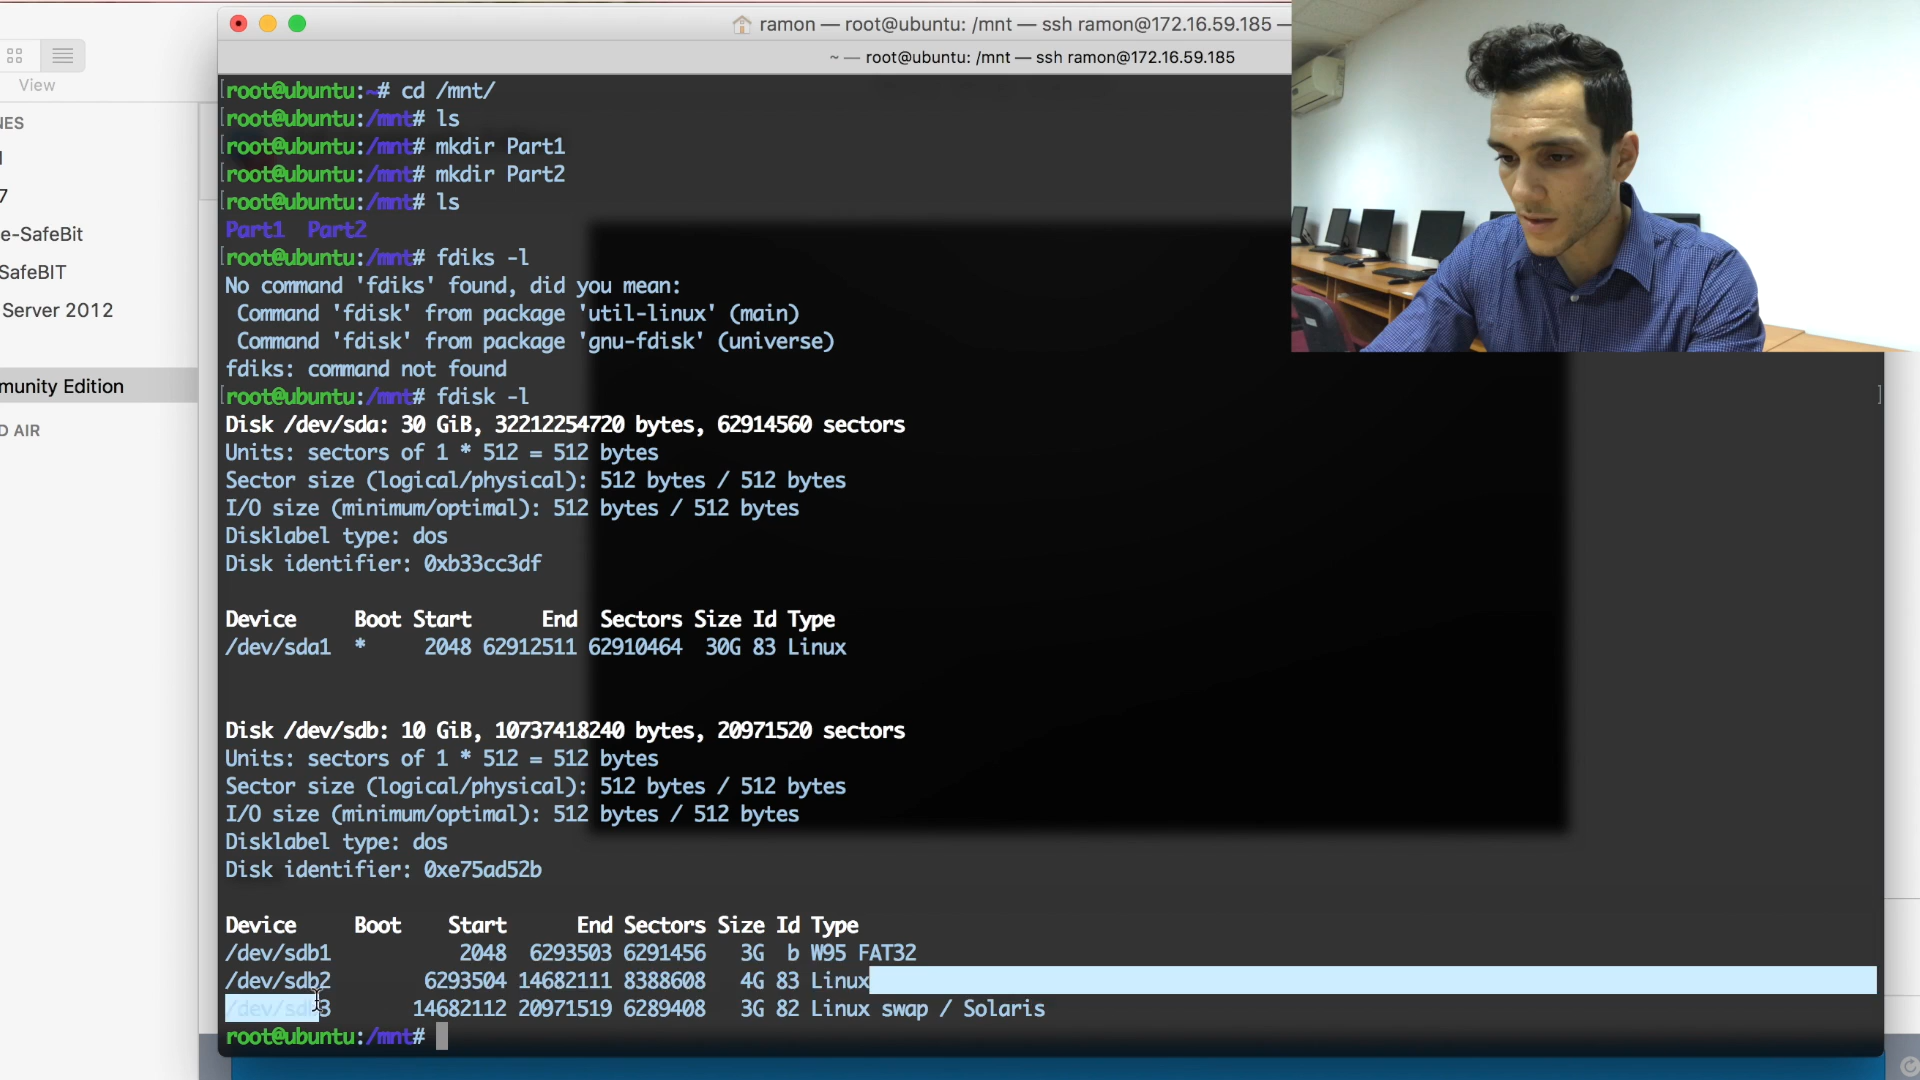 ramon — root@ubuntu: /mnt — ssh ramon@172.16.59.185 —
~ — root@ubuntu: /mnt — ssh ramon@172.16.59.185
View
NES
7
e-SafeBit
SafeBIT
Server 2012
munity Edition
D AIR
[root@ubuntu:~# cd /mnt/
[root@ubuntu:/mnt# ls
[root@ubuntu:/mnt# mkdir Part1
[root@ubuntu:/mnt# mkdir Part2
[root@ubuntu:/mnt# ls
Part1  Part2
[root@ubuntu:/mnt# fdiks -l
No command 'fdiks' found, did you mean:
 Command 'fdisk' from package 'util-linux' (main)
 Command 'fdisk' from package 'gnu-fdisk' (universe)
fdiks: command not found
[root@ubuntu:/mnt# fdisk -l ]
Disk /dev/sda: 30 GiB, 32212254720 bytes, 62914560 sectors
Units: sectors of 1 * 512 = 512 bytes
Sector size (logical/physical): 512 bytes / 512 bytes
I/O size (minimum/optimal): 512 bytes / 512 bytes
Disklabel type: dos
Disk identifier: 0xb33cc3df
Device     Boot Start      End  Sectors Size Id Type
/dev/sda1  *     2048 62912511 62910464  30G 83 Linux
Disk /dev/sdb: 10 GiB, 10737418240 bytes, 20971520 sectors
Units: sectors of 1 * 512 = 512 bytes
Sector size (logical/physical): 512 bytes / 512 bytes
I/O size (minimum/optimal): 512 bytes / 512 bytes
Disklabel type: dos
Disk identifier: 0xe75ad52b
Device     Boot    Start      End Sectors Size Id Type
/dev/sdb1           2048  6293503 6291456   3G  b W95 FAT32
/dev/sdb2        6293504 14682111 8388608   4G 83 Linux
/dev/sdb3       14682112 20971519 6289408   3G 82 Linux swap / Solaris
root@ubuntu:/mnt#